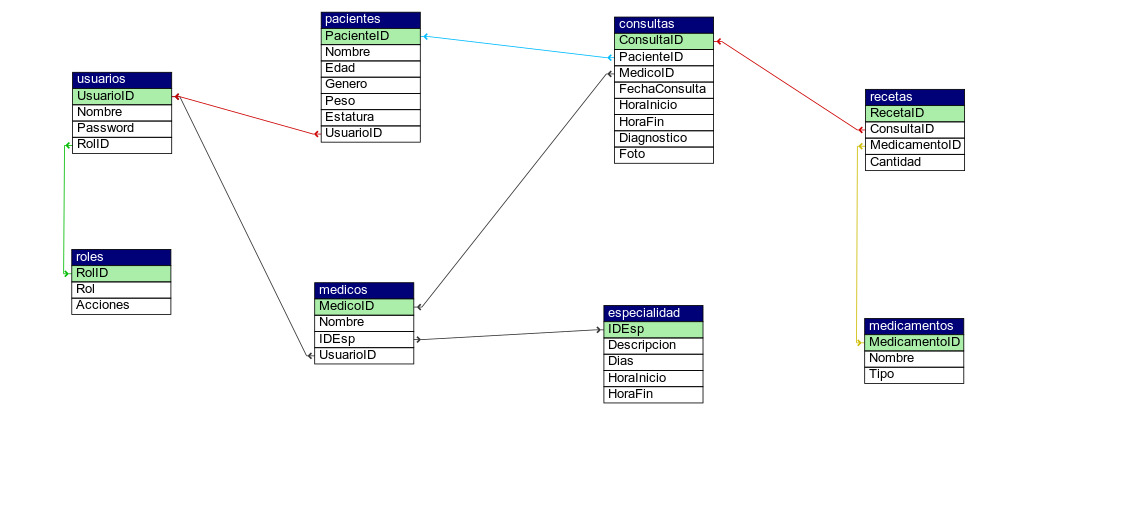 pacientes
PacienteID
Nombre
Edad
Genero
Peso
Estatura
UsuarioID
consultas
ConsultaID
PacienteID
MedicoID
FechaConsulta
HoraInicio
HoraFin
Diagnostico
Foto
usuarios
UsuarioID
Nombre
Password
RolID
recetas
RecetaID
ConsultaID
MedicamentoID
Cantidad
roles
RolID
Rol
Acciones
medicos
MedicoID
Nombre
IDEsp
UsuarioID
especialidad
IDEsp
Descripcion
Dias
HoraInicio
HoraFin
medicamentos
MedicamentoID
Nombre
Tipo